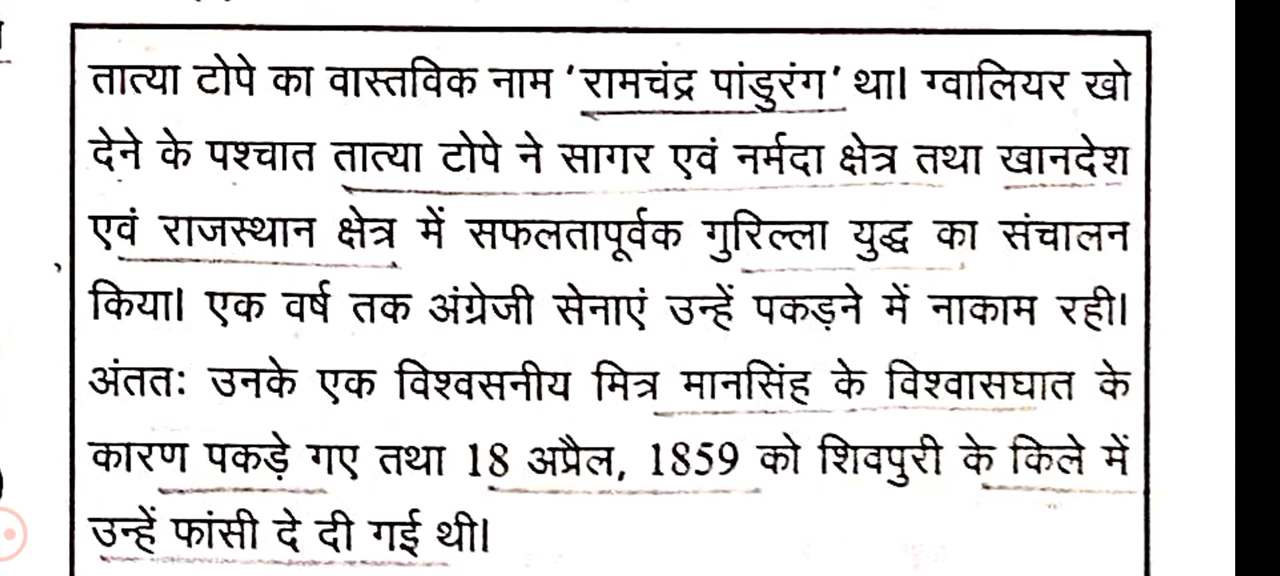 तात्या टोपे का वास्तविक नाम ‘रामचंद्र पांडुरंग’ था। ग्वालियर खो
देने के पश्चात तात्या टोपे ने सागर एवं नर्मदा क्षेत्र तथा खानदेश
एवं राजस्थान क्षेत्र में सफलतापूर्वक गुरिल्ला युद्ध का संचालन
किया। एक वर्ष तक अंग्रेजी सेनाएं उन्हें पकड़ने में नाकाम रही।
अंततः उनके एक विश्वसनीय मित्र मानसिंह के विश्वासघात के
कारण पकड़े गए तथा 18 अप्रैल, 1859 को शिवपुरी के किले में
उन्हें फांसी दे दी गई थी।